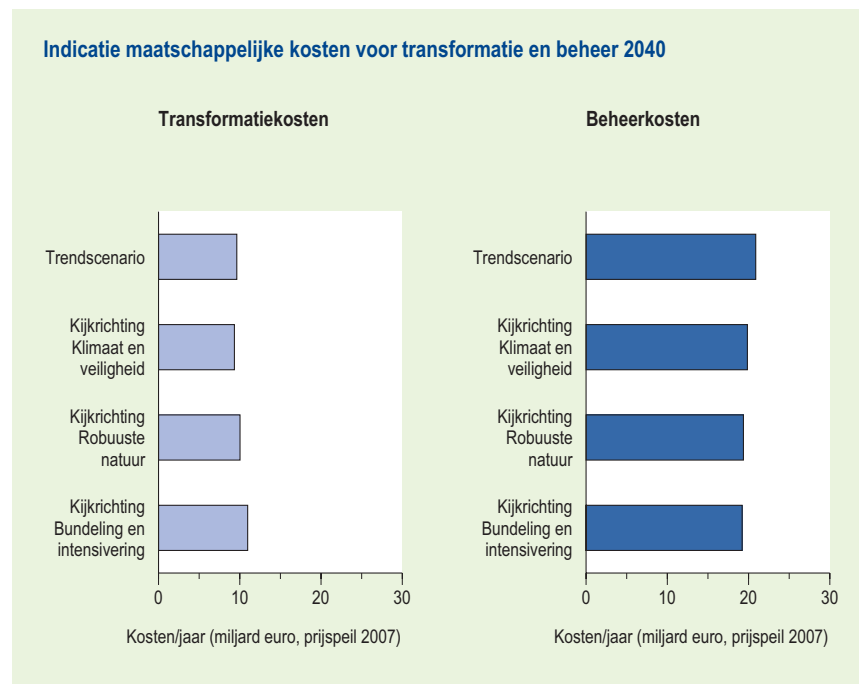 Indicatie maatschappelijke kosten voor transformatie en beheer 2040
Transformatiekosten
Trendscenario
Kijkrichting
Klimaat en
veiligheid
Kijkrichting
Robuuste
natuur
Kijkrichting
Bundeling en
intensivering
0 10 20 30
Kosten/jaar (miljard euro, prijspeil 2007)
Beheerkosten
Trendscenario
Kijkrichting
Klimaat en
veiligheid
Kijkrichting
Robuuste
natuur
Kijkrichting
Bundeling en
intensivering
0 10 20 30
Kosten/jaar (miljard euro, prijspeil 2007)